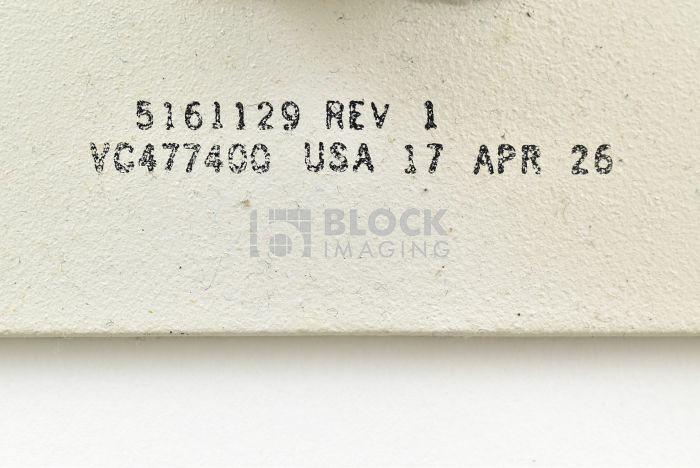 5161129 REV 1
VC477400 USA 17 APR 26
BLOCK
IMAGING